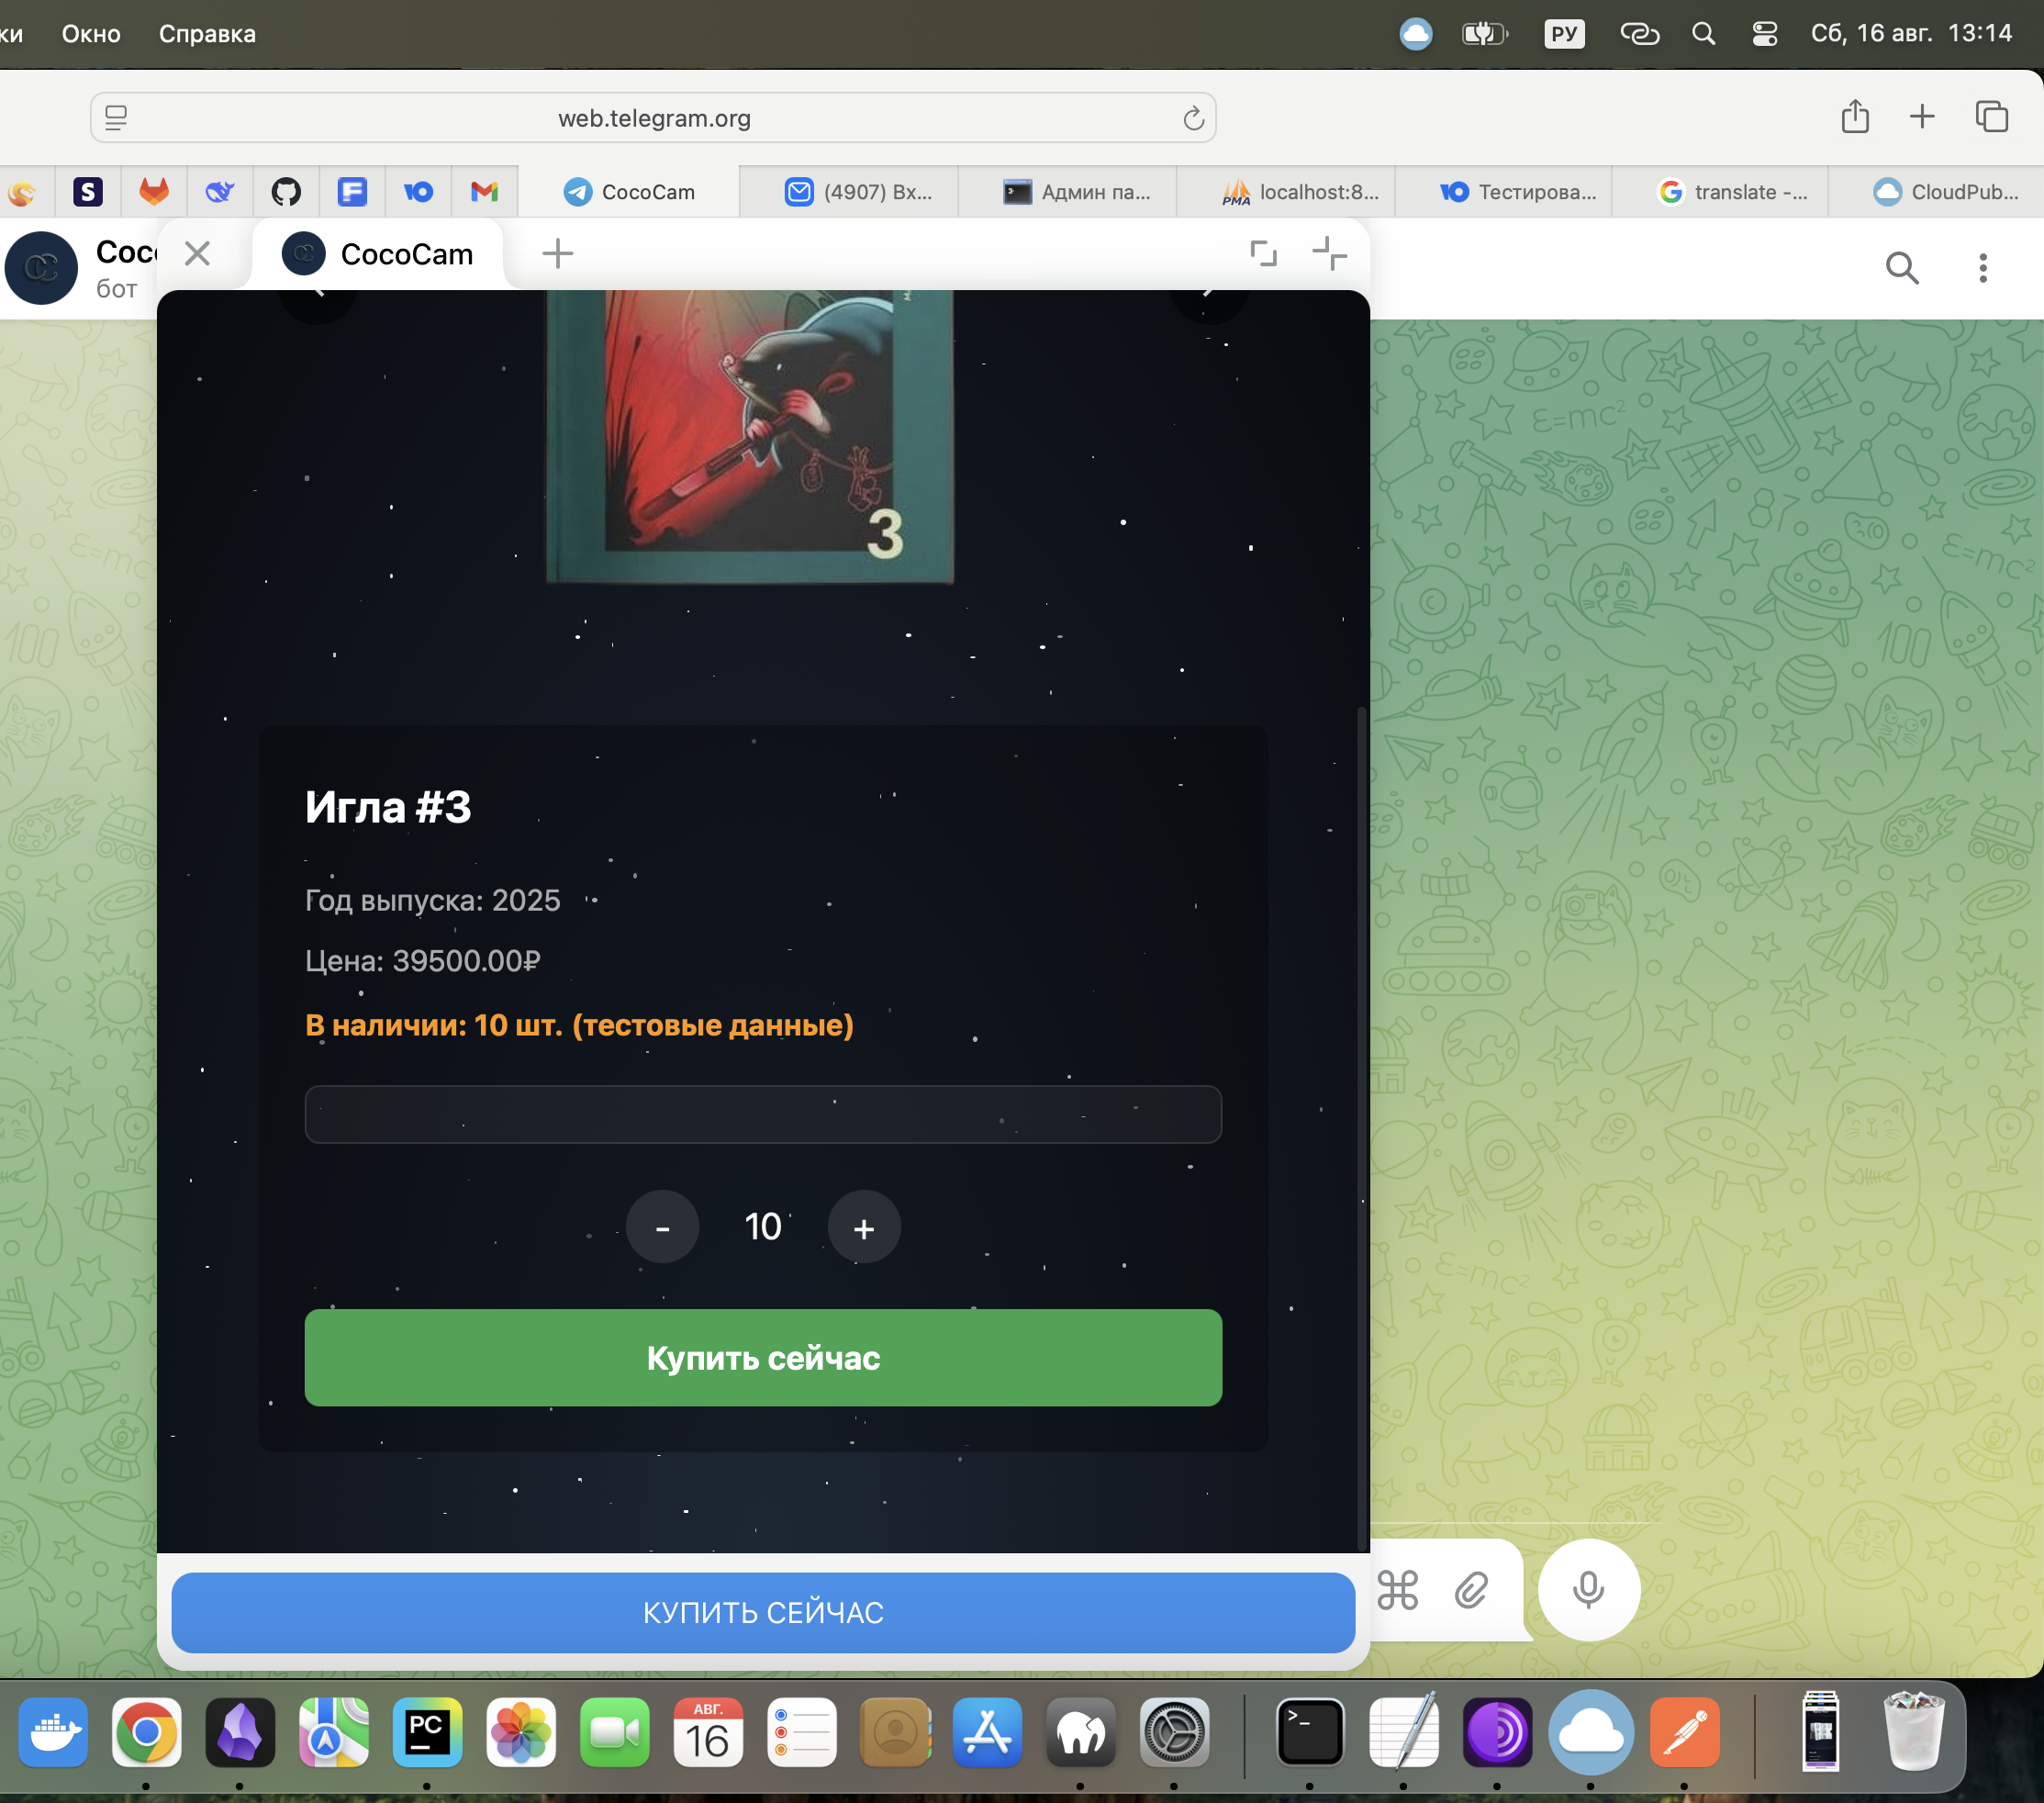 ки Окно Справка РУ Сб, 16 авг. 13:14
web.telegram.org
S F CocoCam (4907) Вх... Админ па... PMA localhost:8... Тестирова... translate -... CloudPub...
Coc
бот
CocoCam
3
Игла #3
Год выпуска: 2025
Цена: 39500.00₽
В наличии: 10 шт. (тестовые данные)
- 10 +
Купить сейчас
КУПИТЬ СЕЙЧАС
PC
АВГ.
16